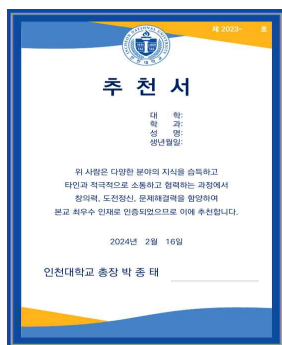 제 2023- 호
추 천 서
대 학:
학 과:
성 명:
생년월일:
위 사람은 다양한 분야의 지식을 습득하고
타인과 적극적으로 소통하고 협력하는 과정에서
창의력, 도전정신, 문제해결력을 함양하여
본교 최우수 인재로 인증되었으므로 이에 추천합니다.
2024년 2월 16일
인천대학교 총장 박 종 태